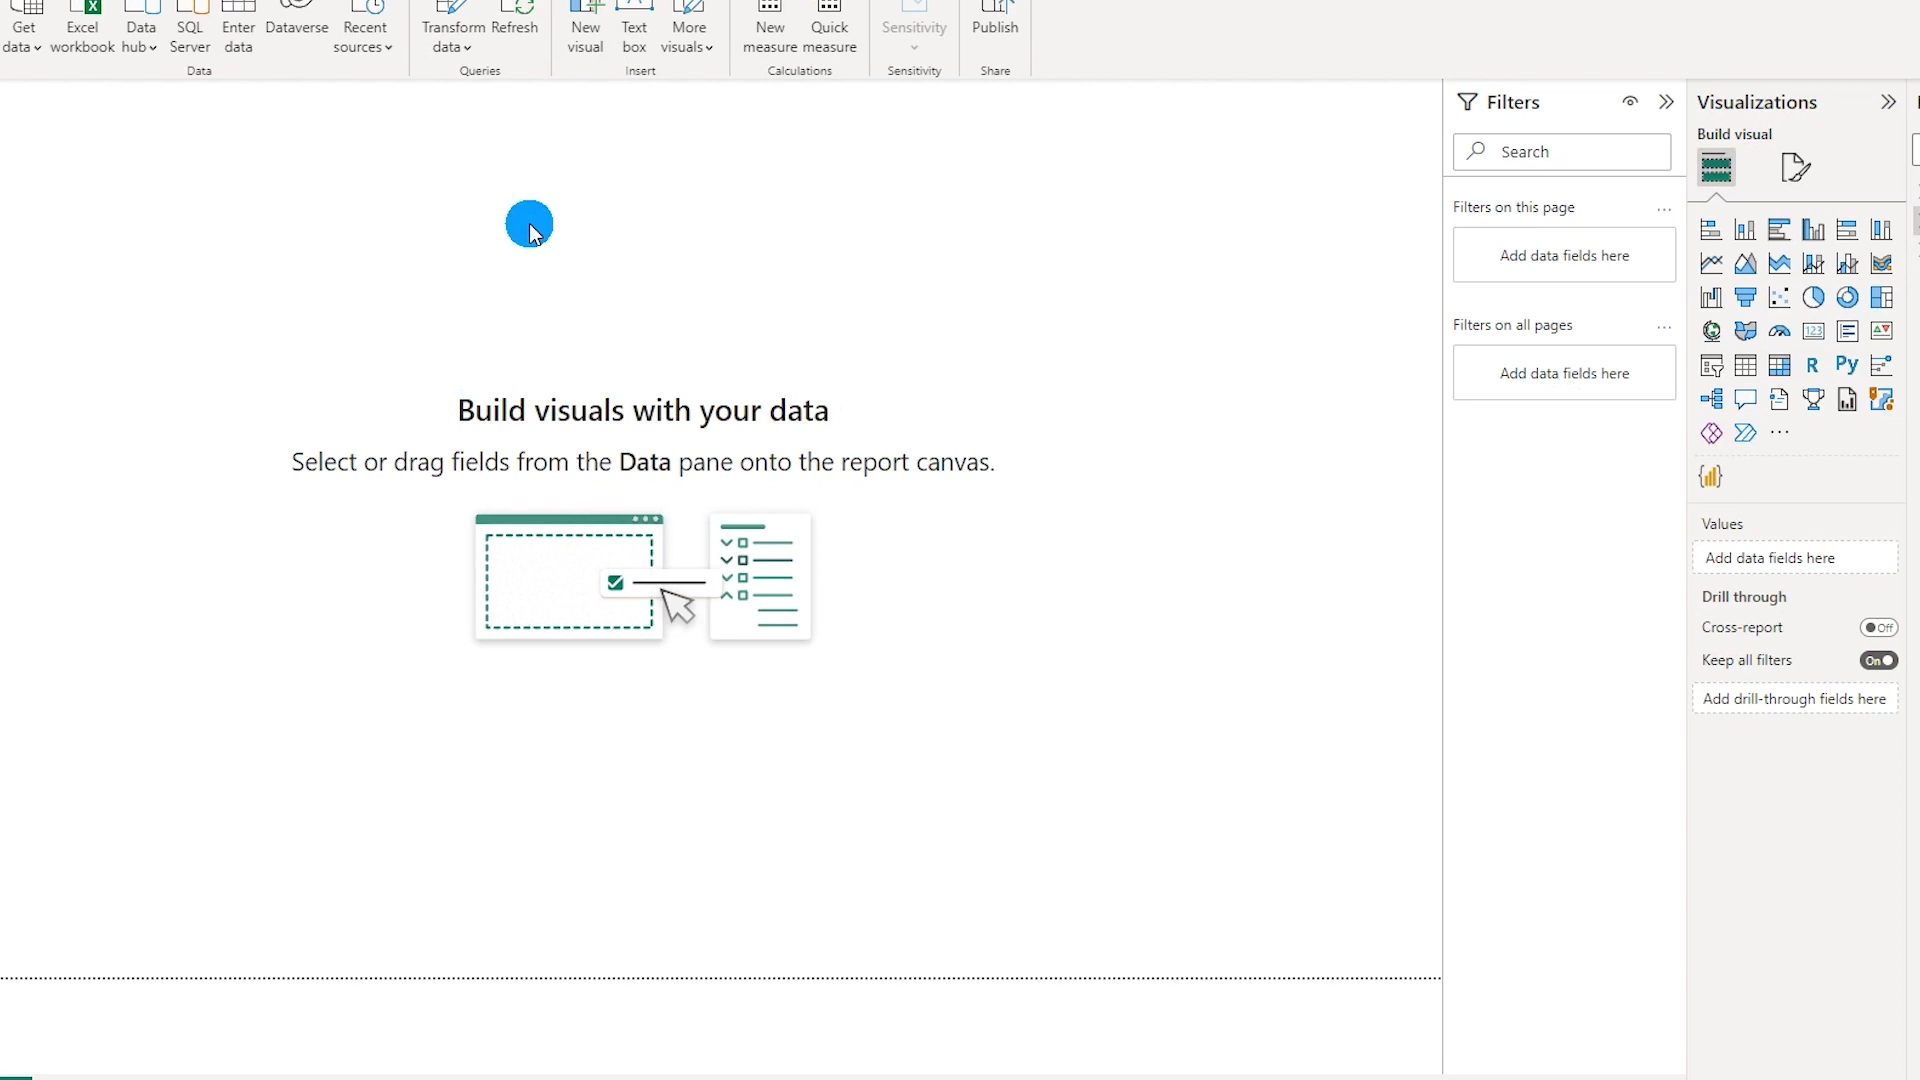 Get data
Excel workbook
Data hub
SQL Server
Enter data
Dataverse
Recent sources
Transform data
Refresh
New visual
Text box
More visuals
New measure
Quick measure
Sensitivity
Publish
Data
Queries
Insert
Calculations
Sensitivity
Share
Build visuals with your data
Select or drag fields from the Data pane onto the report canvas.
Filters
Search
Filters on this page
...
Add data fields here
Filters on all pages
...
Add data fields here
Visualizations
Build visual
123
R
Py
...
Values
Add data fields here
Drill through
Cross-report
Off
Keep all filters
On
Add drill-through fields here